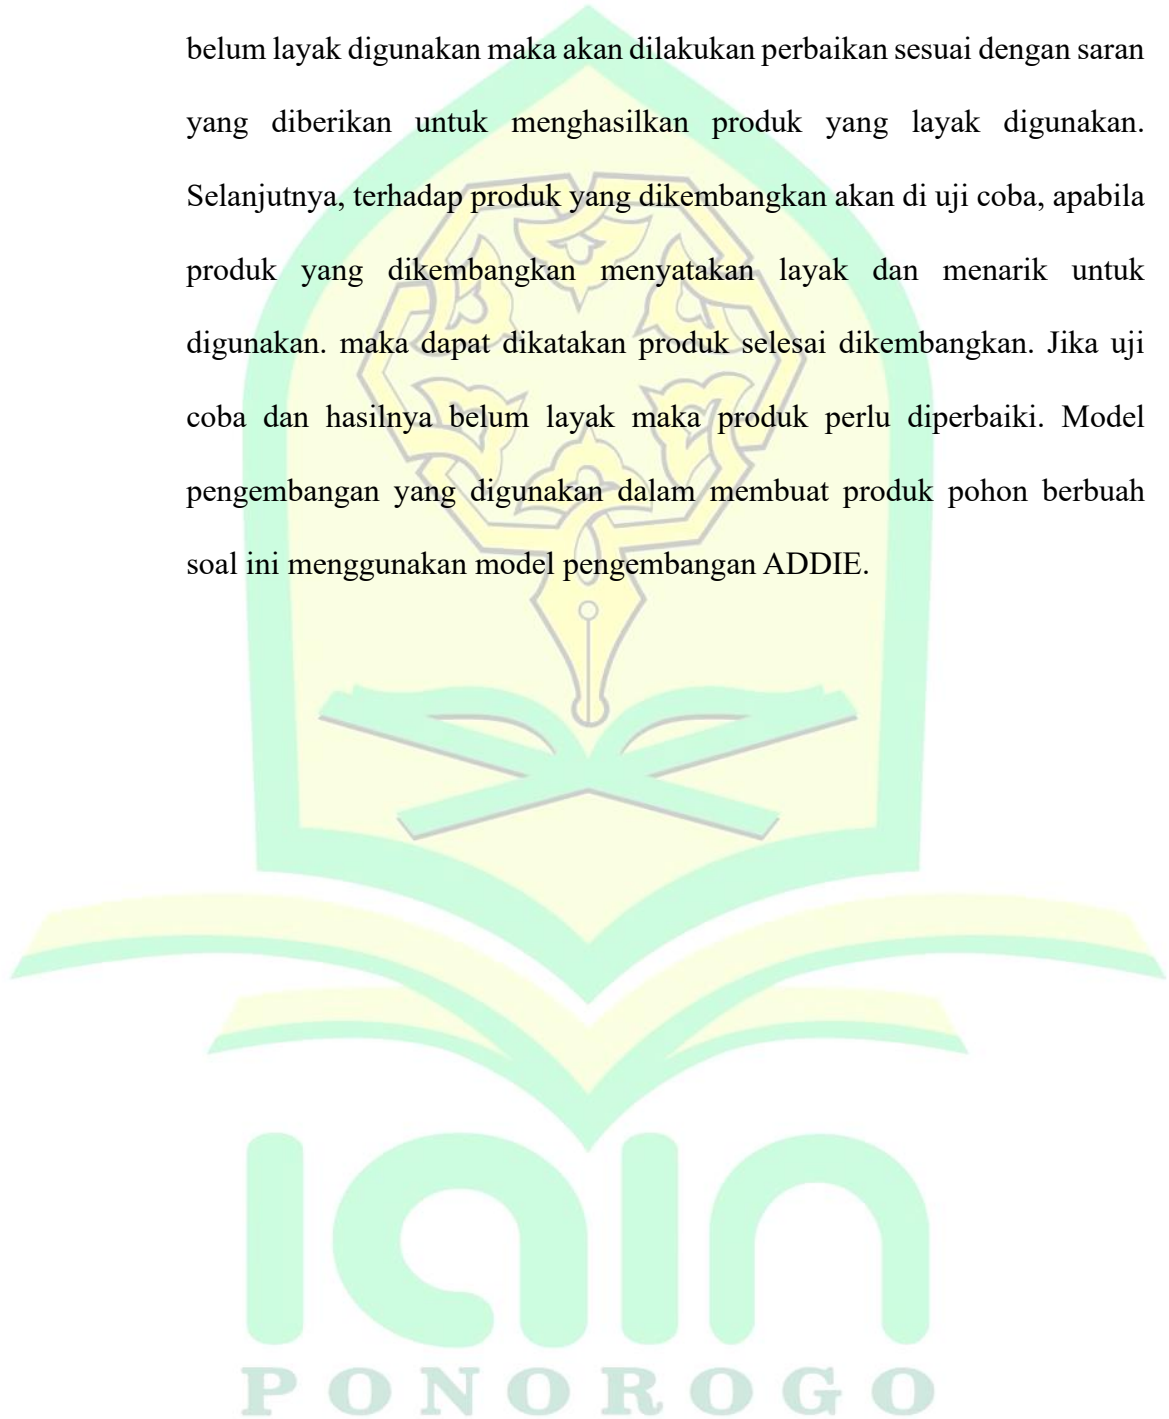 belum layak digunakan maka akan dilakukan perbaikan sesuai dengan saran
yang diberikan untuk menghasilkan produk yang layak digunakan.
Selanjutnya, terhadap produk yang dikembangkan akan di uji coba, apabila
produk yang dikembangkan menyatakan layak dan menarik untuk
digunakan. maka dapat dikatakan produk selesai dikembangkan. Jika uji
coba dan hasilnya belum layak maka produk perlu diperbaiki. Model
pengembangan yang digunakan dalam membuat produk pohon berbuah
soal ini menggunakan model pengembangan ADDIE.
iain
PONOROGO